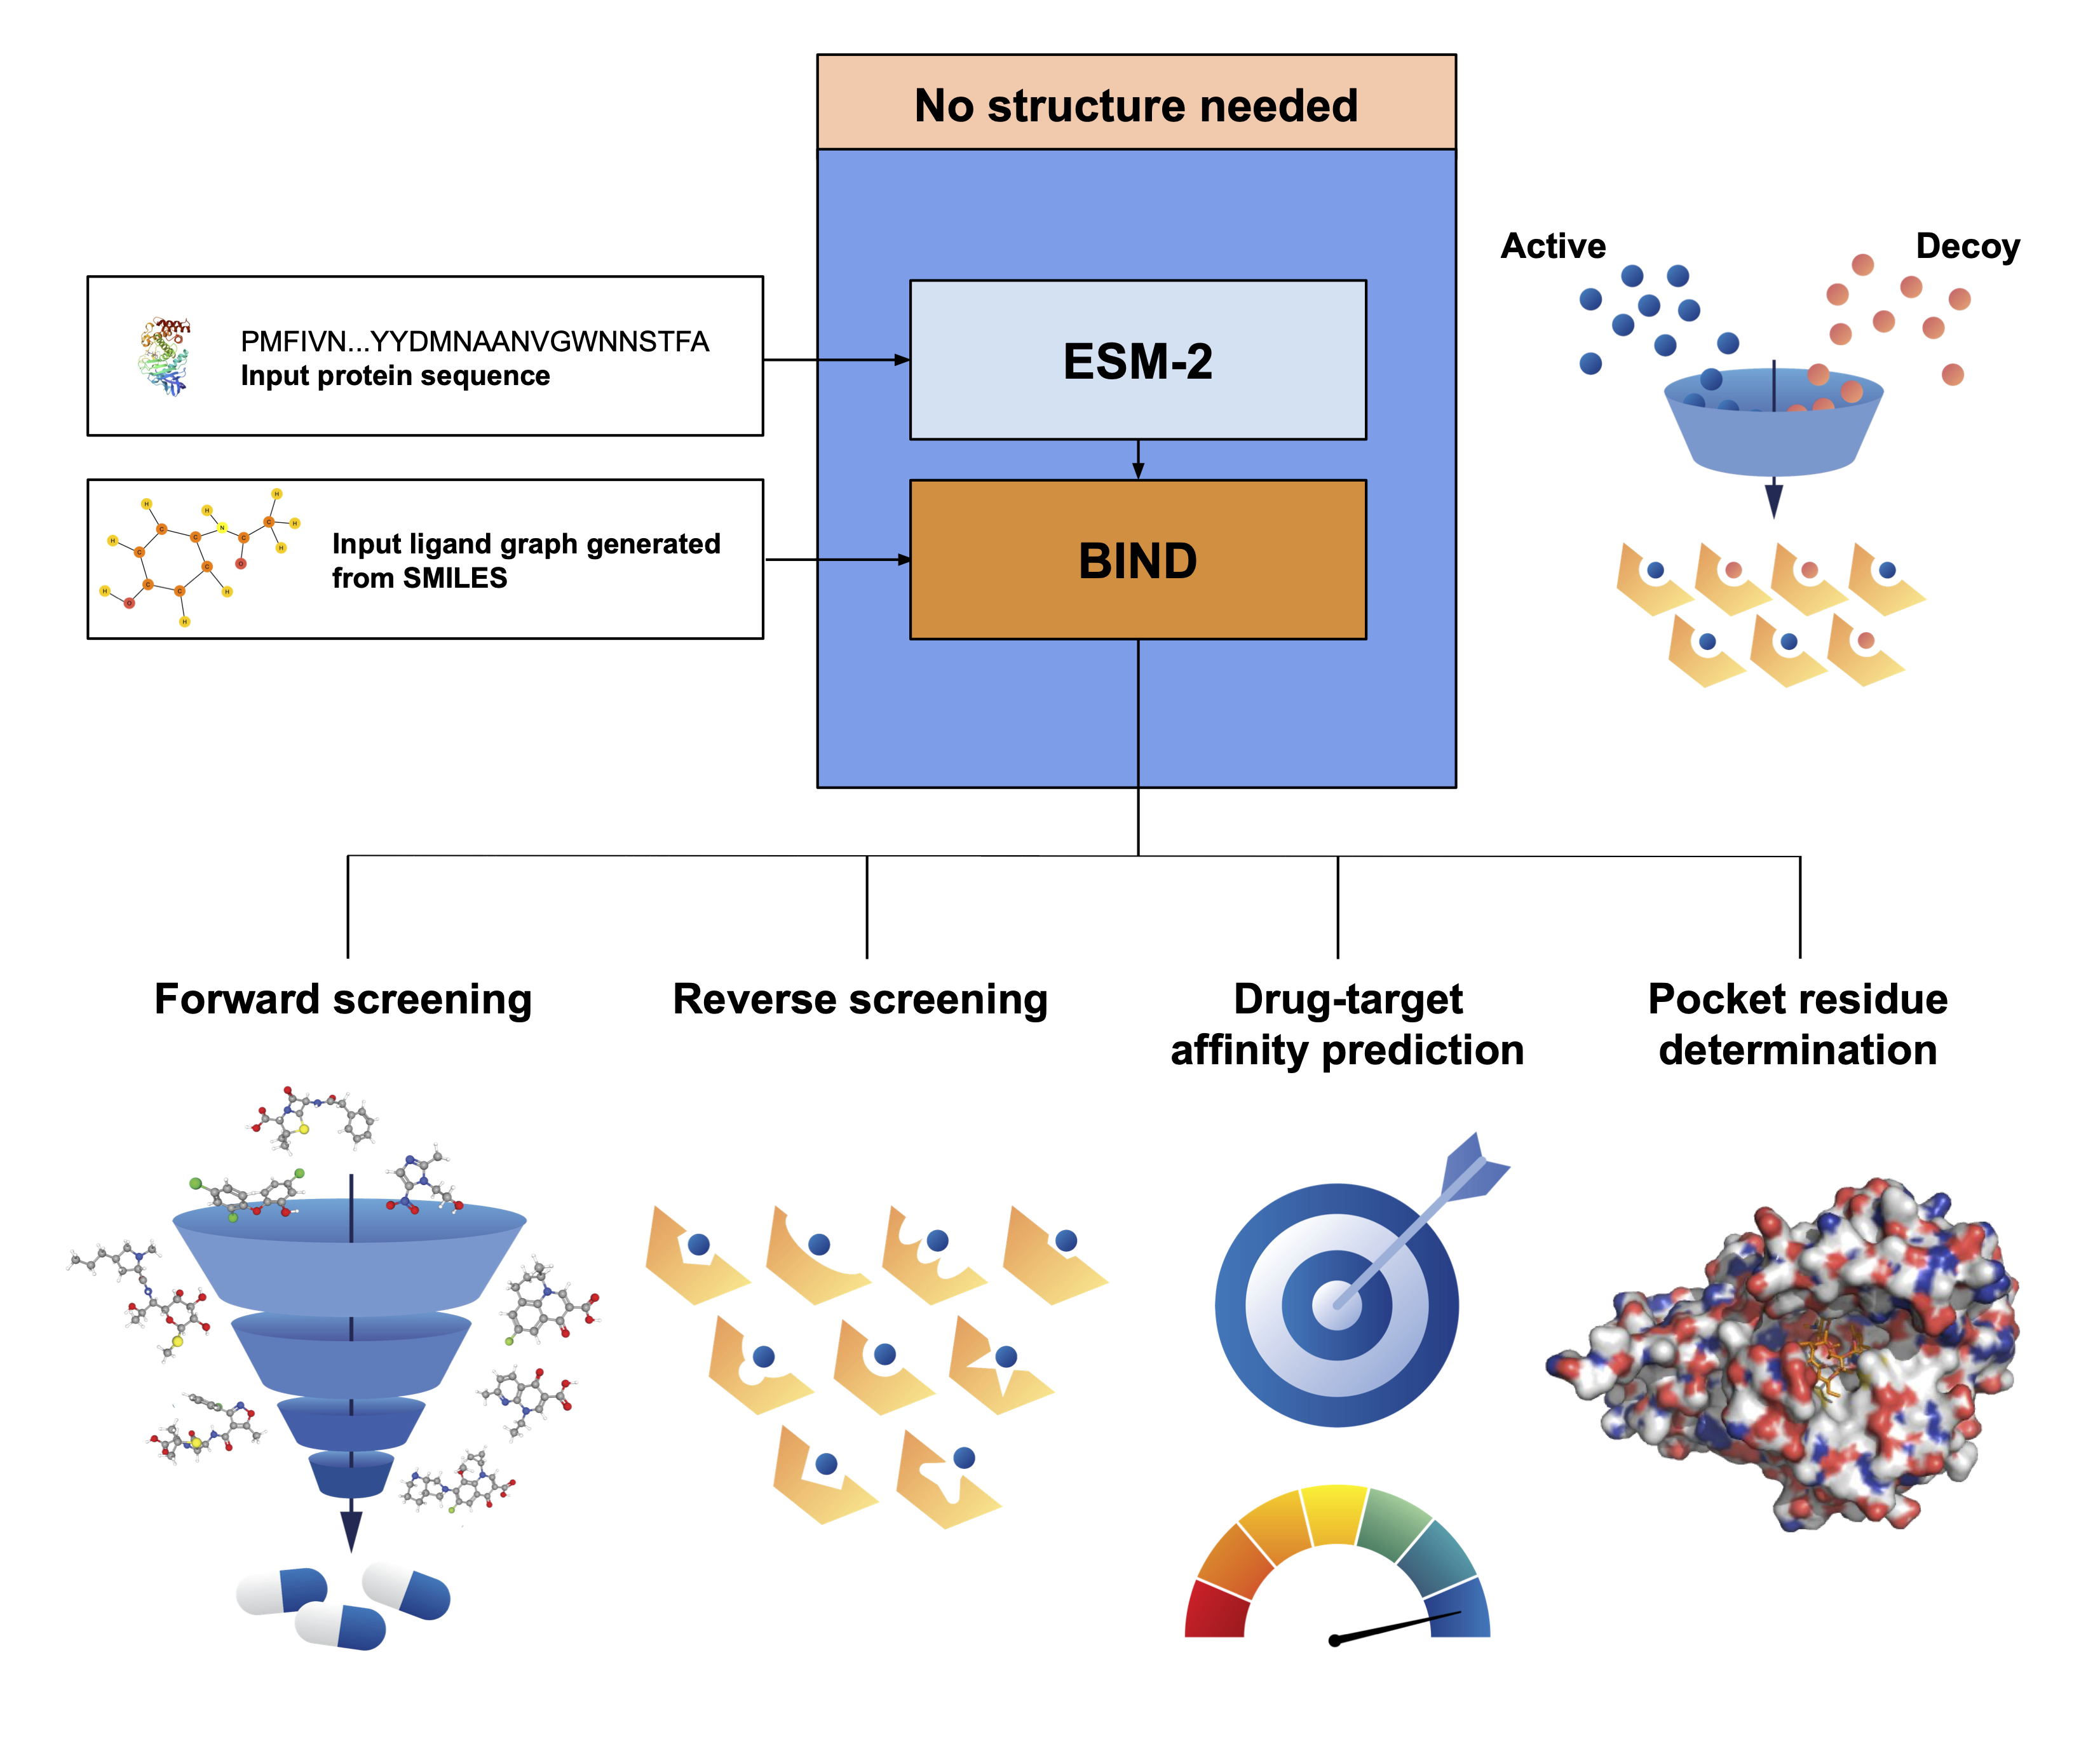 No structure needed
PMFIVN...YYDMNAANVGWNNSTFA
Input protein sequence
ESM-2
Input ligand graph generated
from SMILES
BIND
Active
Decoy
Forward screening
Reverse screening
Drug-target
affinity prediction
Pocket residue
determination